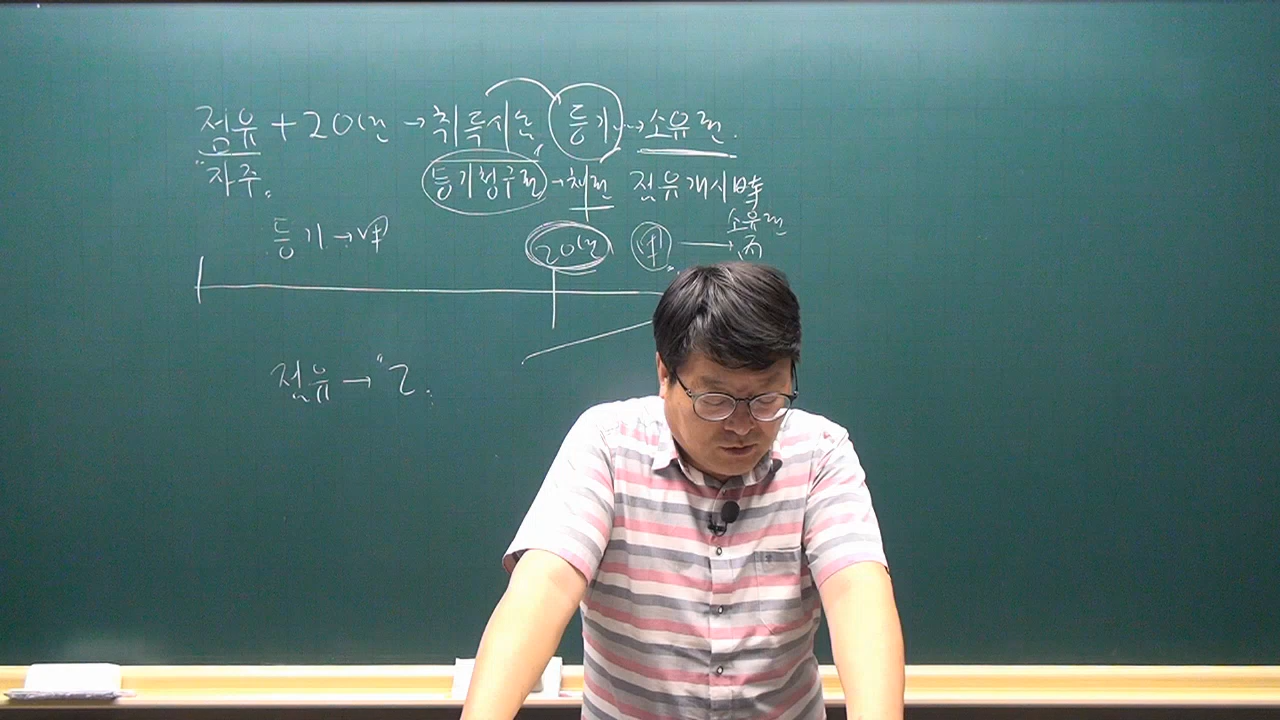 점유 + 20년 → 취득시효, 등기 → 소유권.
"자주. 등기청구권 → 채권 점유개시時
등기 → 甲 20년 甲 → 소유권
점유 → "乙.